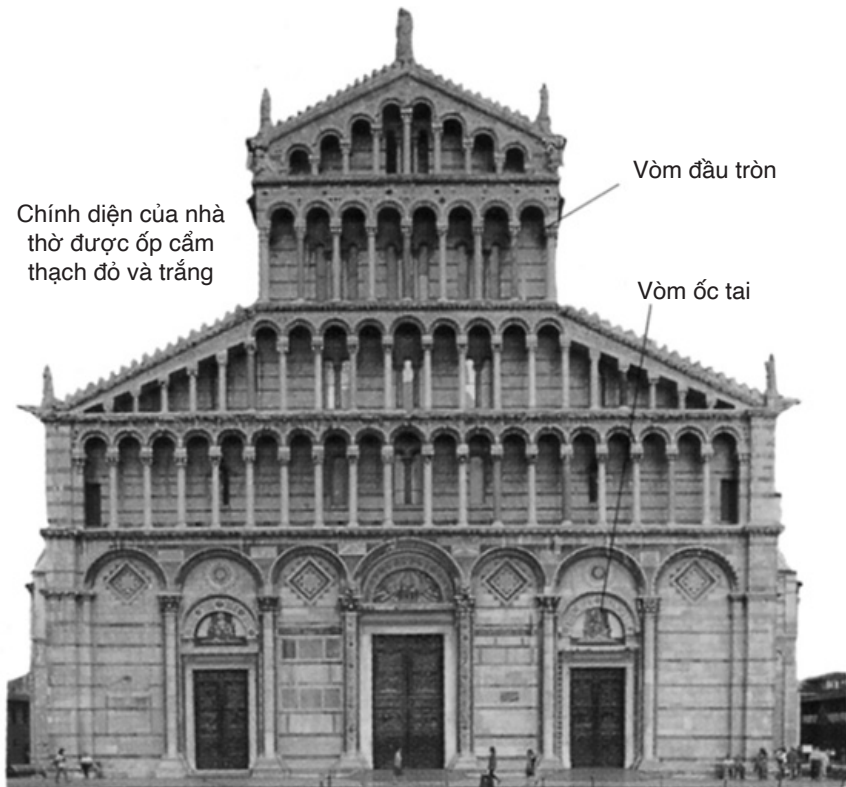 Vòm đầu tròn
Chính diện của nhà
thờ được ốp cẩm
thạch đỏ và trắng
Vòm ốc tai